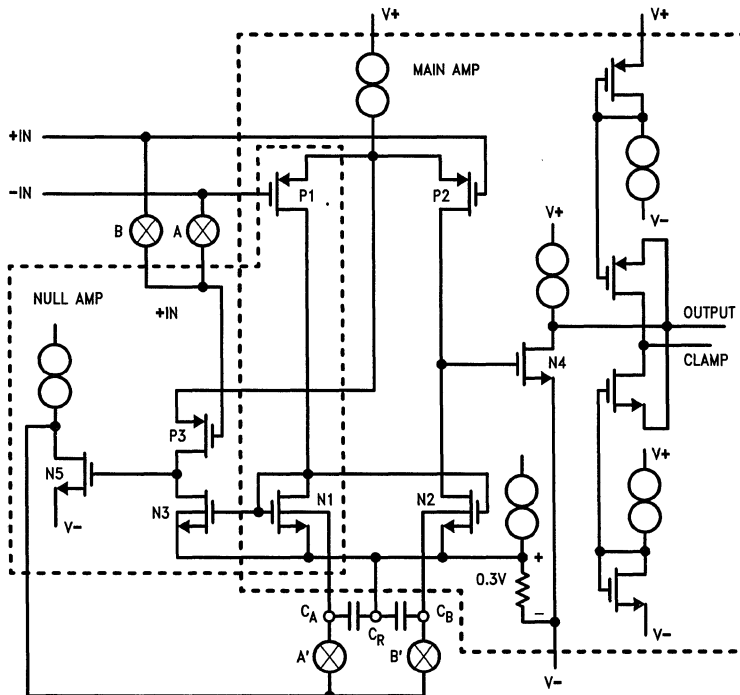 V+
MAIN AMP
V+
+IN
-IN
P1
P2
B
A
V-
V+
NULL AMP
+IN
OUTPUT
CLAMP
N4
P3
N5
V-
N3
N1
N2
V+
+
0.3V
-
CA
CR
CB
A'
B'
V-
V-